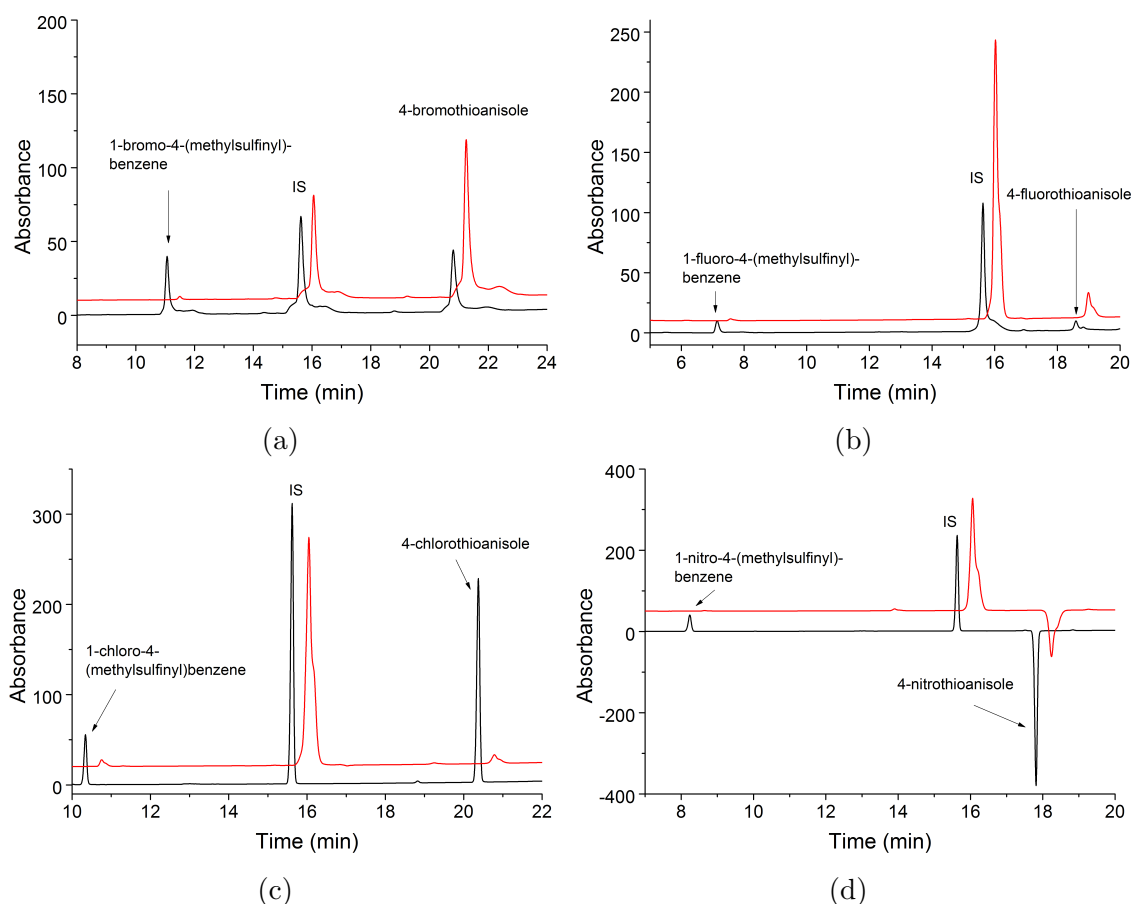 200
150
100
50
0
Absorbance
1-bromo-4-(methylsulfinyl)-
benzene
IS
4-bromothioanisole
8 10 12 14 16 18 20 22 24
Time (min)
(a)
250
200
150
100
50
0
Absorbance
1-fluoro-4-(methylsulfinyl)-
benzene
IS
4-fluorothioanisole
6 8 10 12 14 16 18 20
Time (min)
(b)
300
200
100
0
Absorbance
1-chloro-4-
(methylsulfinyl)benzene
IS
4-chlorothioanisole
10 12 14 16 18 20 22
Time (min)
(c)
400
200
0
-200
-400
Absorbance
1-nitro-4-(methylsulfinyl)-
benzene
IS
4-nitrothioanisole
8 10 12 14 16 18 20
Time (min)
(d)